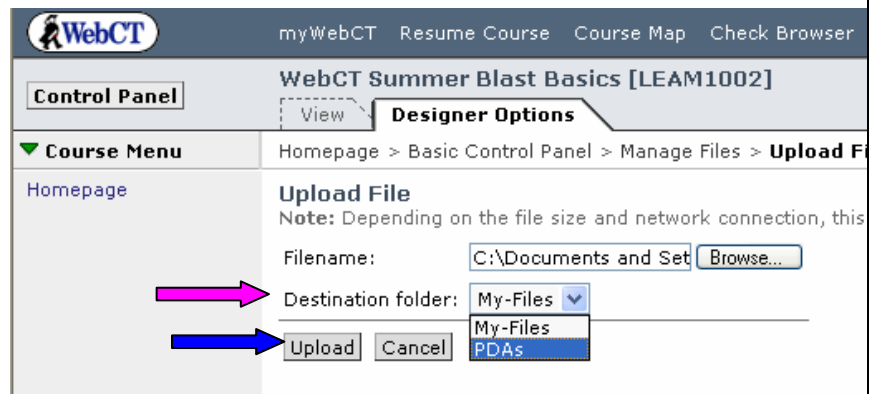 WebCT myWebCT Resume Course Course Map Check Browser
Control Panel
WebCT Summer Blast Basics [LEAM1002]
View Designer Options
Course Menu
Homepage > Basic Control Panel > Manage Files > Upload Fi
Homepage
Upload File
Note: Depending on the file size and network connection, this
Filename: C:\Documents and Set Browse...
Destination folder: My-Files
My-Files
PDAs
Upload Cancel